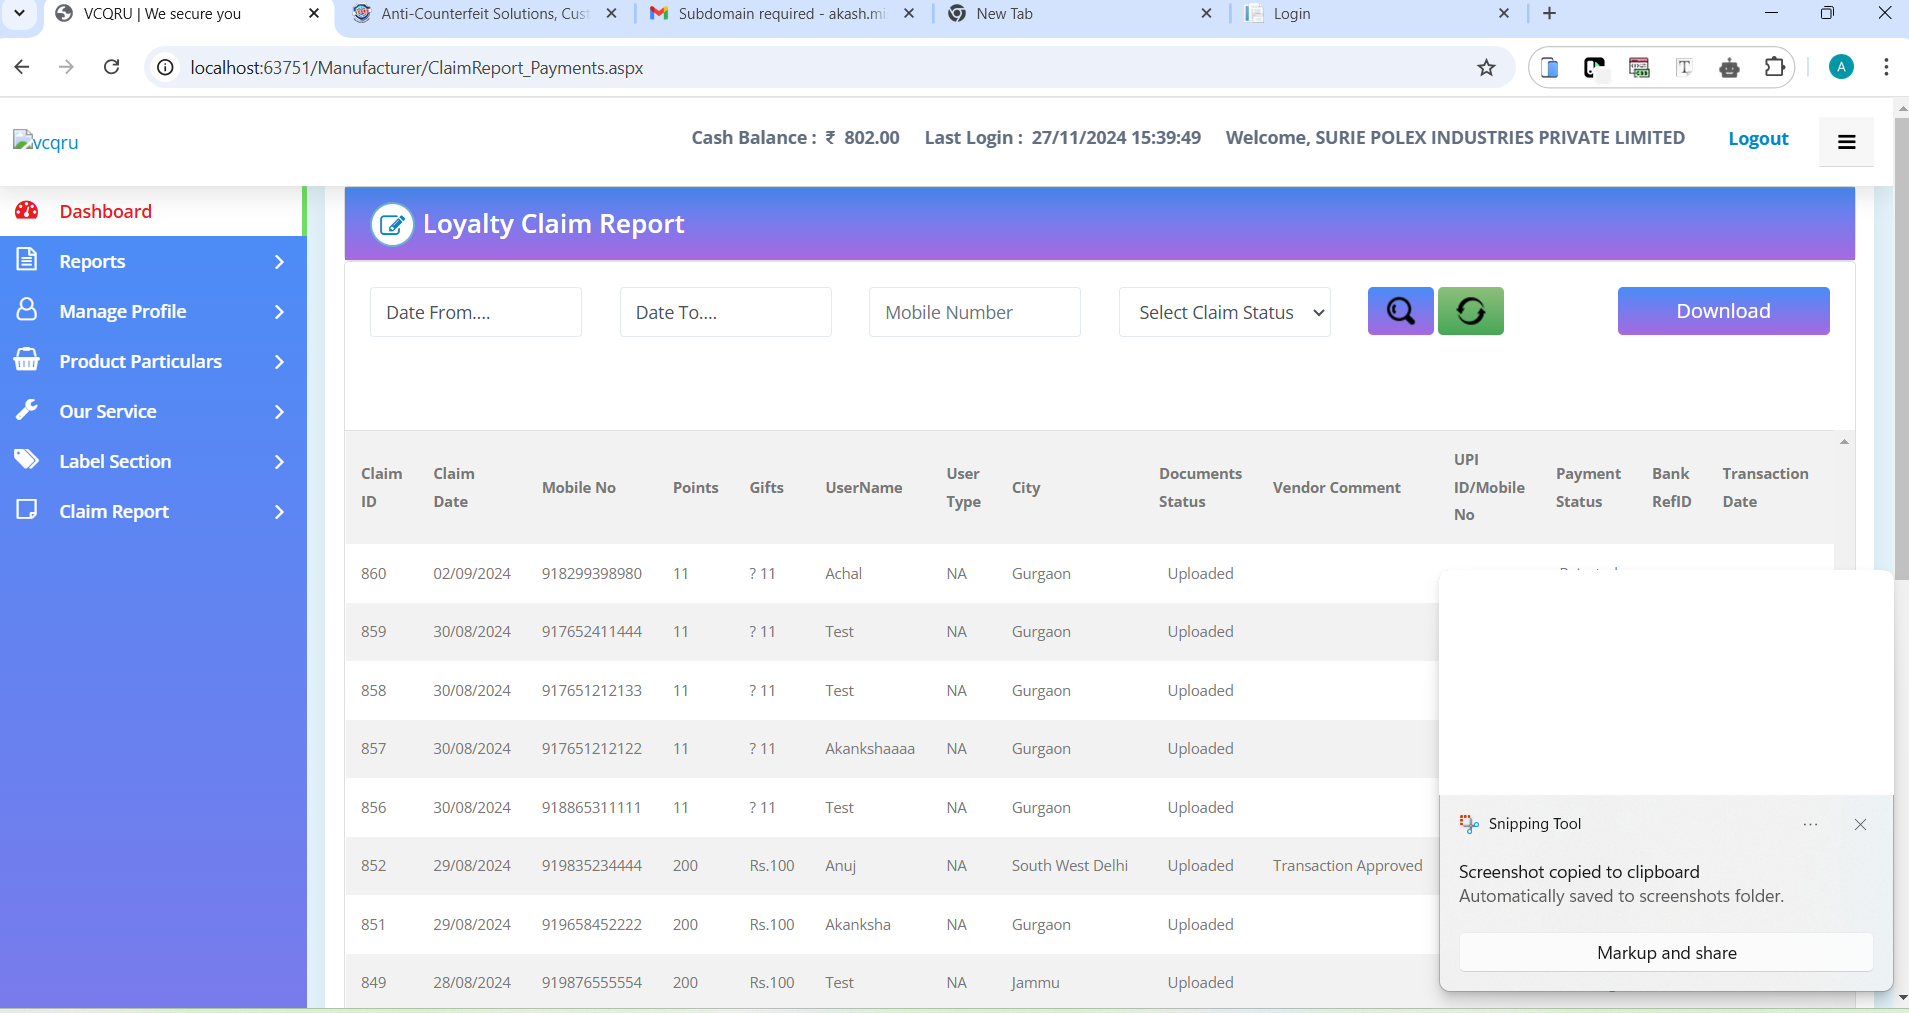 VCQRU | We secure you
Anti-Counterfeit Solutions, Cust
Subdomain required - akash.mi
New Tab
Login
localhost:63751/Manufacturer/ClaimReport_Payments.aspx
A
vcqru
Cash Balance : ₹ 802.00 Last Login : 27/11/2024 15:39:49 Welcome, SURIE POLEX INDUSTRIES PRIVATE LIMITED Logout
Dashboard
Reports
Manage Profile
Product Particulars
Our Service
Label Section
Claim Report
Loyalty Claim Report
Date From.... Date To.... Mobile Number Select Claim Status Download
Claim ID Claim Date Mobile No Points Gifts UserName User Type City Documents Status Vendor Comment UPI ID/Mobile No Payment Status Bank RefID Transaction Date
860 02/09/2024 918299398980 11 ? 11 Achal NA Gurgaon Uploaded
859 30/08/2024 917652411444 11 ? 11 Test NA Gurgaon Uploaded
858 30/08/2024 917651212133 11 ? 11 Test NA Gurgaon Uploaded
857 30/08/2024 917651212122 11 ? 11 Akankshaaaa NA Gurgaon Uploaded
856 30/08/2024 918865311111 11 ? 11 Test NA Gurgaon Uploaded
852 29/08/2024 919835234444 200 Rs.100 Anuj NA South West Delhi Uploaded Transaction Approved
851 29/08/2024 919658452222 200 Rs.100 Akanksha NA Gurgaon Uploaded
849 28/08/2024 919876555554 200 Rs.100 Test NA Jammu Uploaded
Snipping Tool
Screenshot copied to clipboard
Automatically saved to screenshots folder.
Markup and share